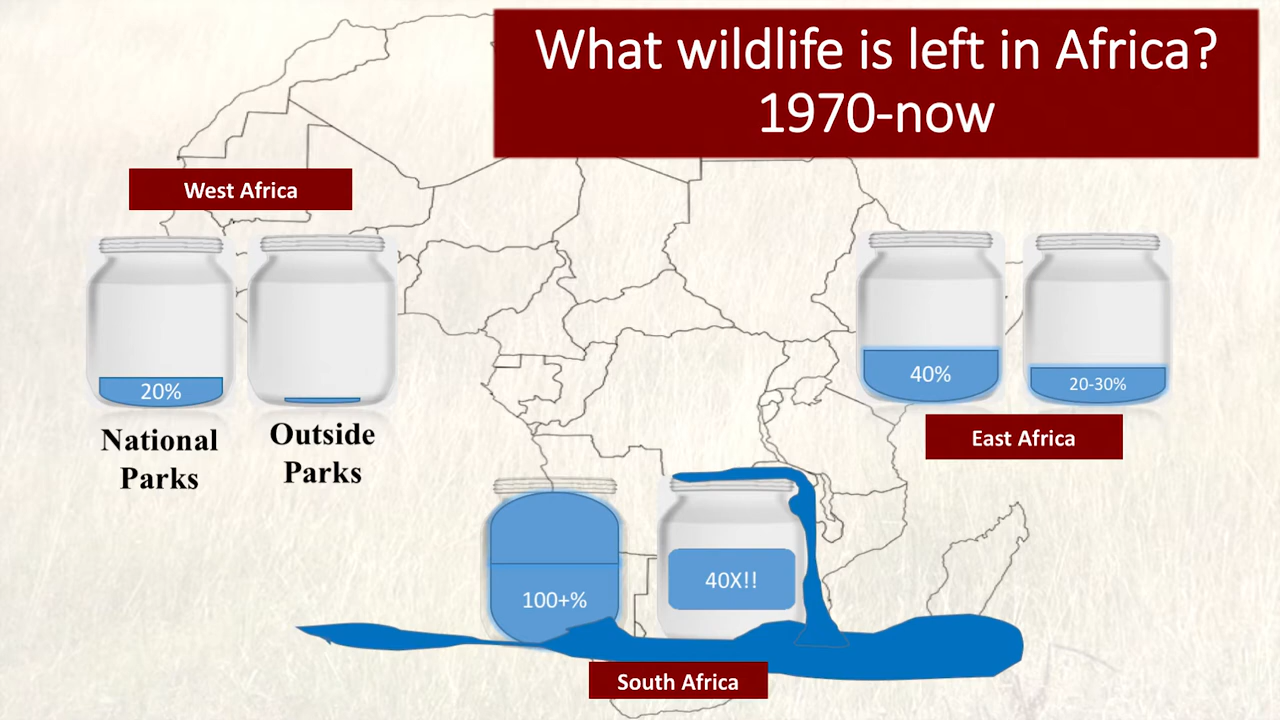 What wildlife is left in Africa?
1970-now
West Africa
20%
National
Parks
Outside
Parks
40%
20-30%
East Africa
100+%
40X!!
South Africa